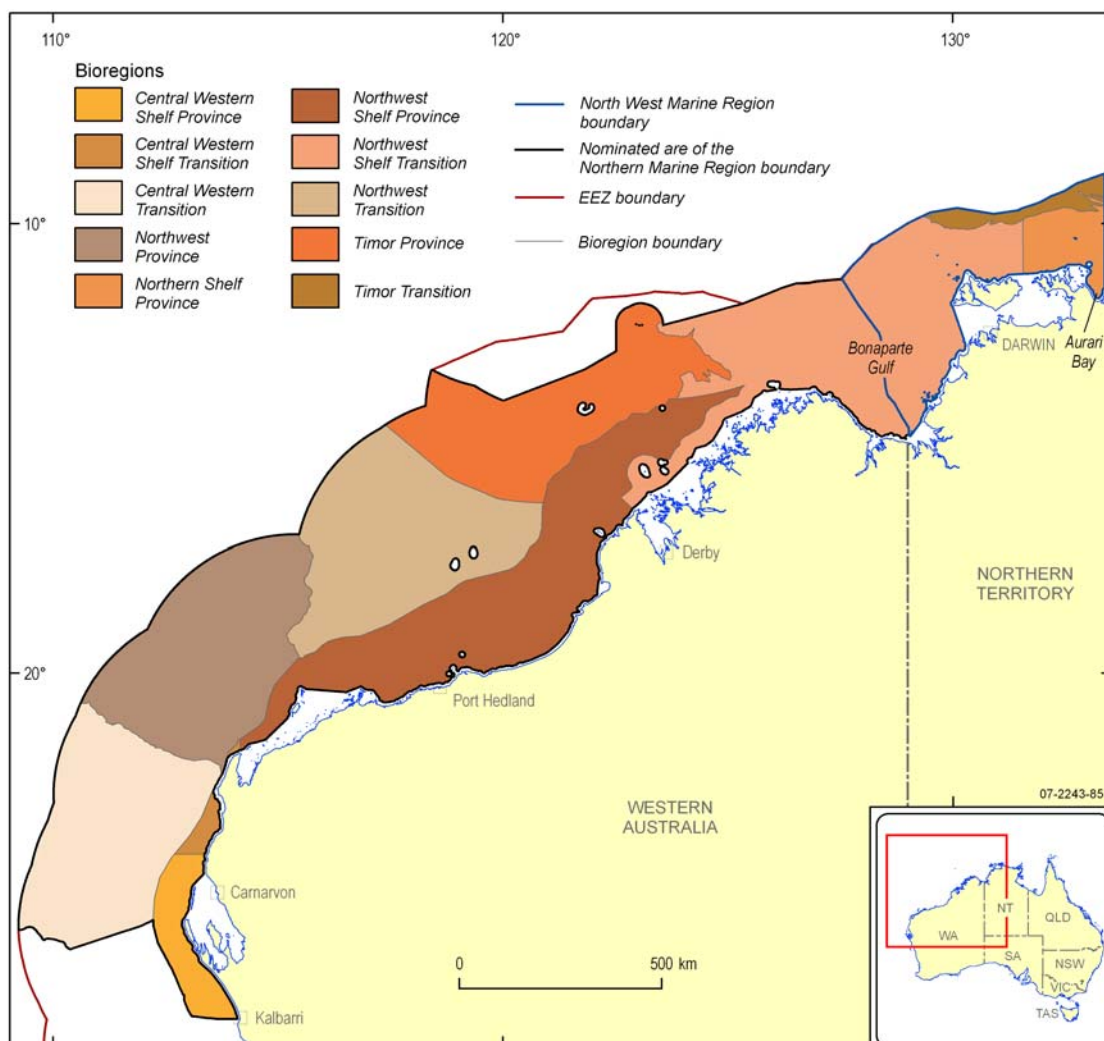 110°
120°
130°
Bioregions
Central Western
Shelf Province
Central Western
Shelf Transition
Central Western
Transition
Northwest
Province
Northern Shelf
Province
Northwest
Shelf Province
Northwest
Shelf Transition
Northwest
Transition
Timor Province
Timor Transition
North West Marine Region
boundary
Nominated are of the
Northern Marine Region boundary
EEZ boundary
Bioregion boundary
10°
Bonaparte
Gulf
DARWIN
Aurari
Bay
Derby
NORTHERN
TERRITORY
20°
Port Hedland
WESTERN
AUSTRALIA
07-2243-85
Carnarvon
Kalbarri
0
500 km
NT
QLD
WA
SA
NSW
VIC
TAS